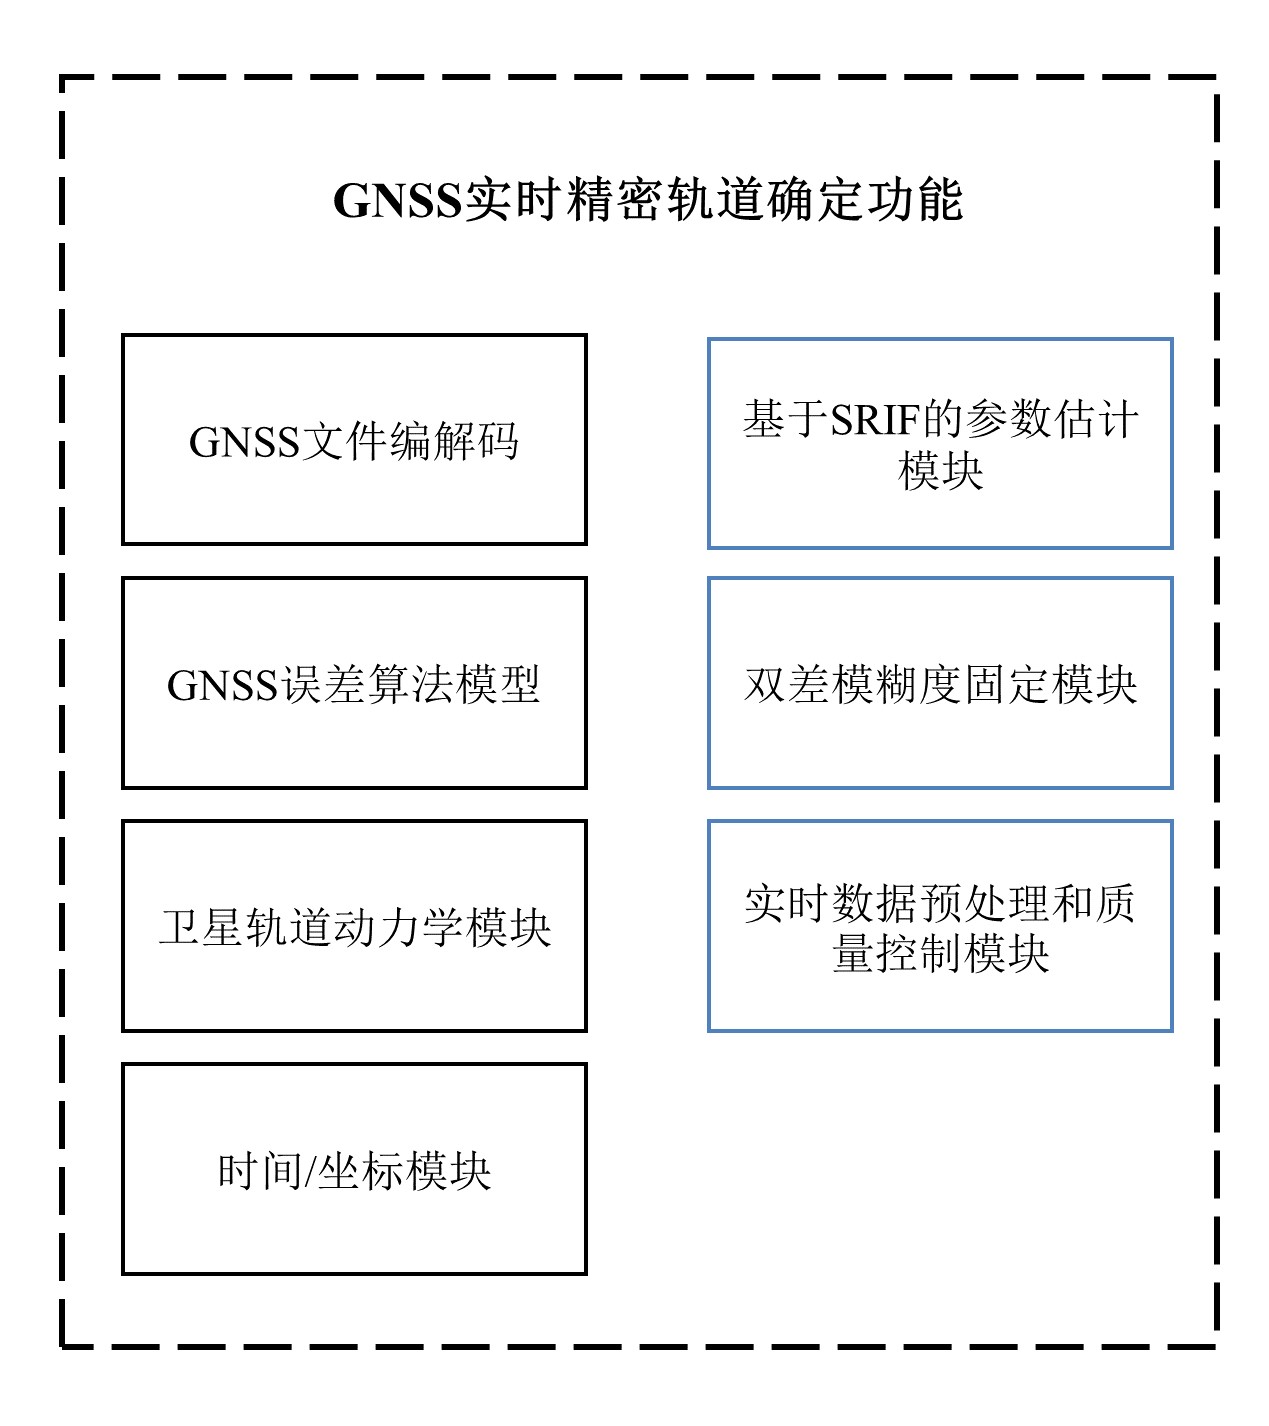 GNSS实时精密轨道确定功能
GNSS文件编解码
GNSS误差算法模型
卫星轨道动力学模块
时间/坐标模块
基于SRIF的参数估计
模块
双差模糊度固定模块
实时数据预处理和质
量控制模块